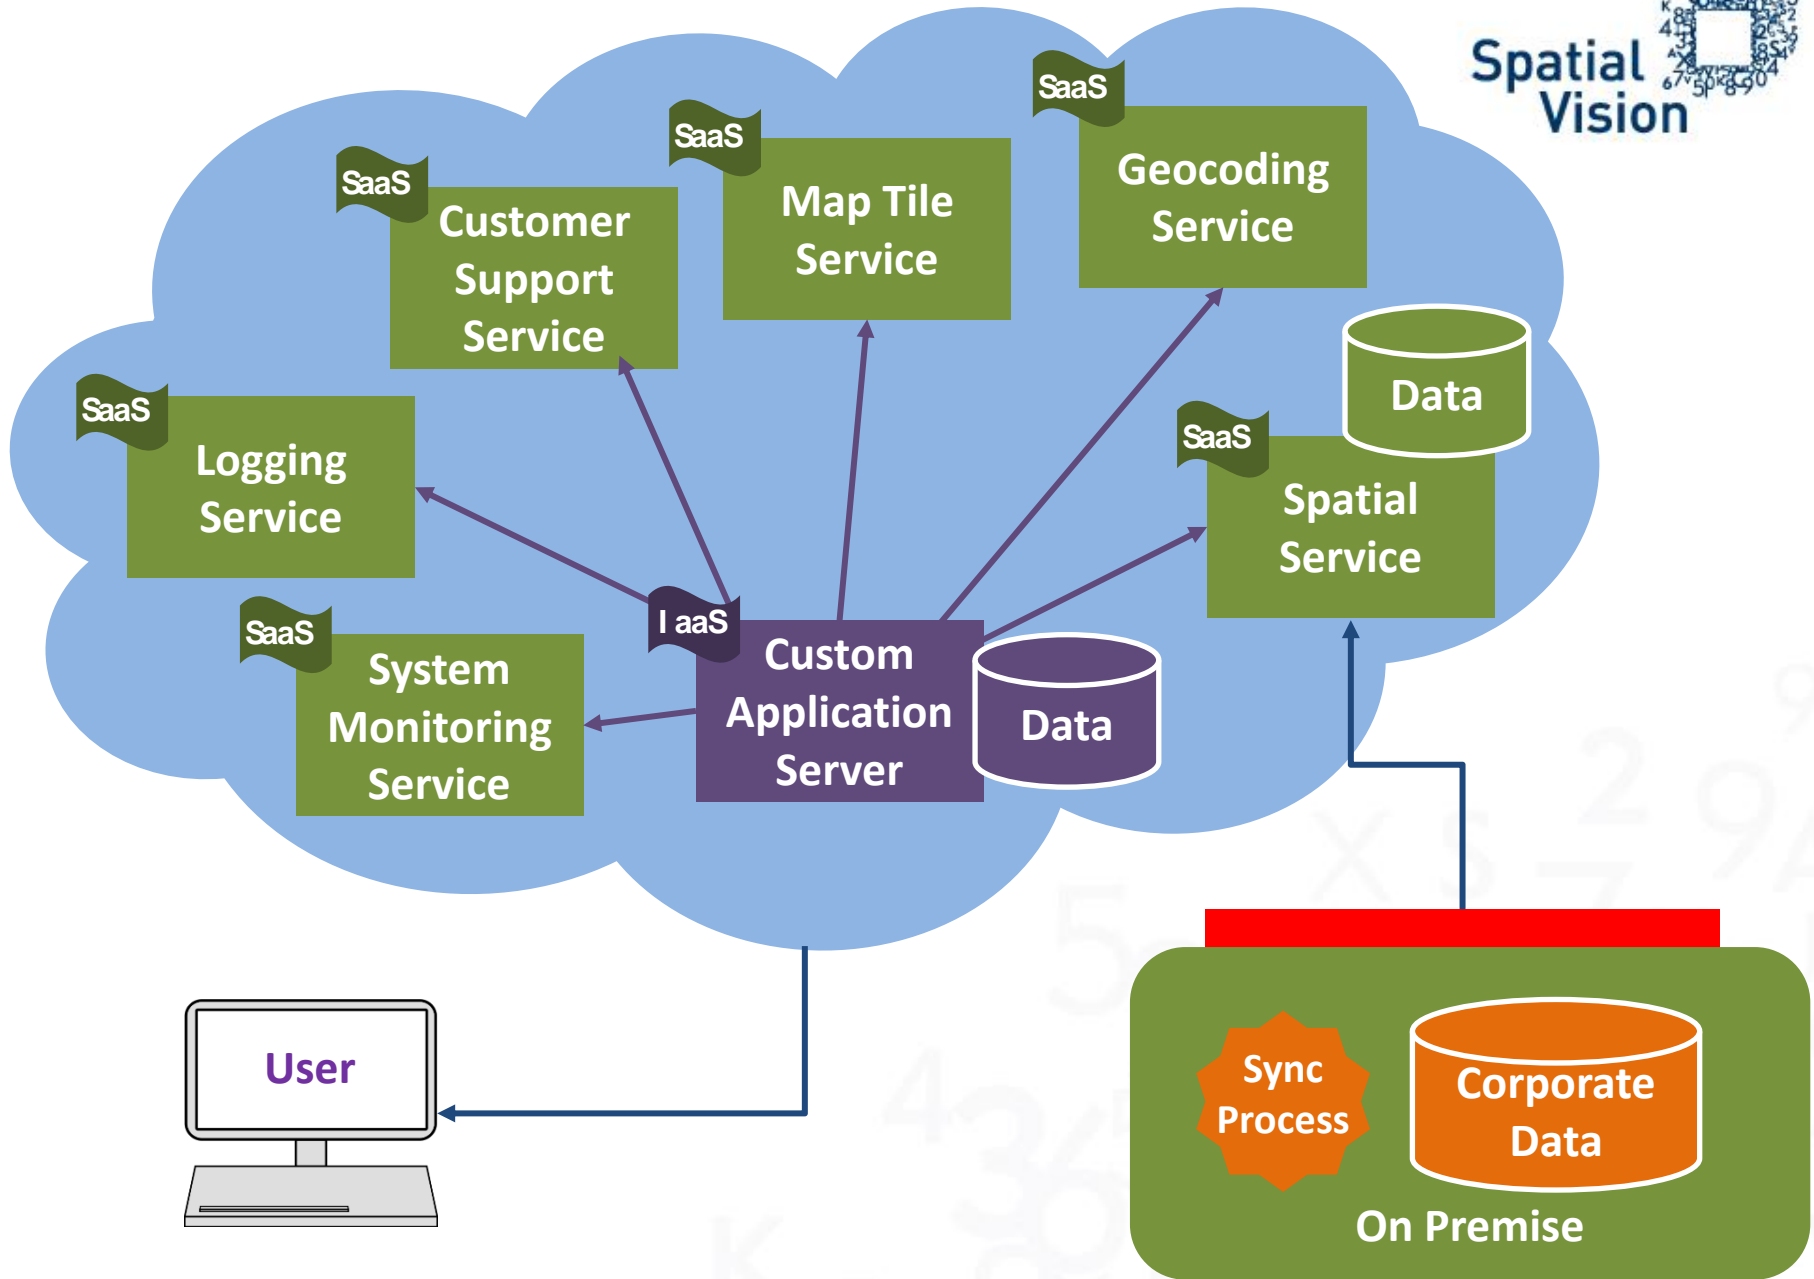 Spatial
Vision
SaaS
Geocoding
Service
SaaS
Map Tile
Service
SaaS
Customer
Support
Service
SaaS
Logging
Service
SaaS
System
Monitoring
Service
I aaS
Custom
Application
Server
Data
SaaS
Spatial
Service
Data
User
Sync
Process
Corporate
Data
On Premise